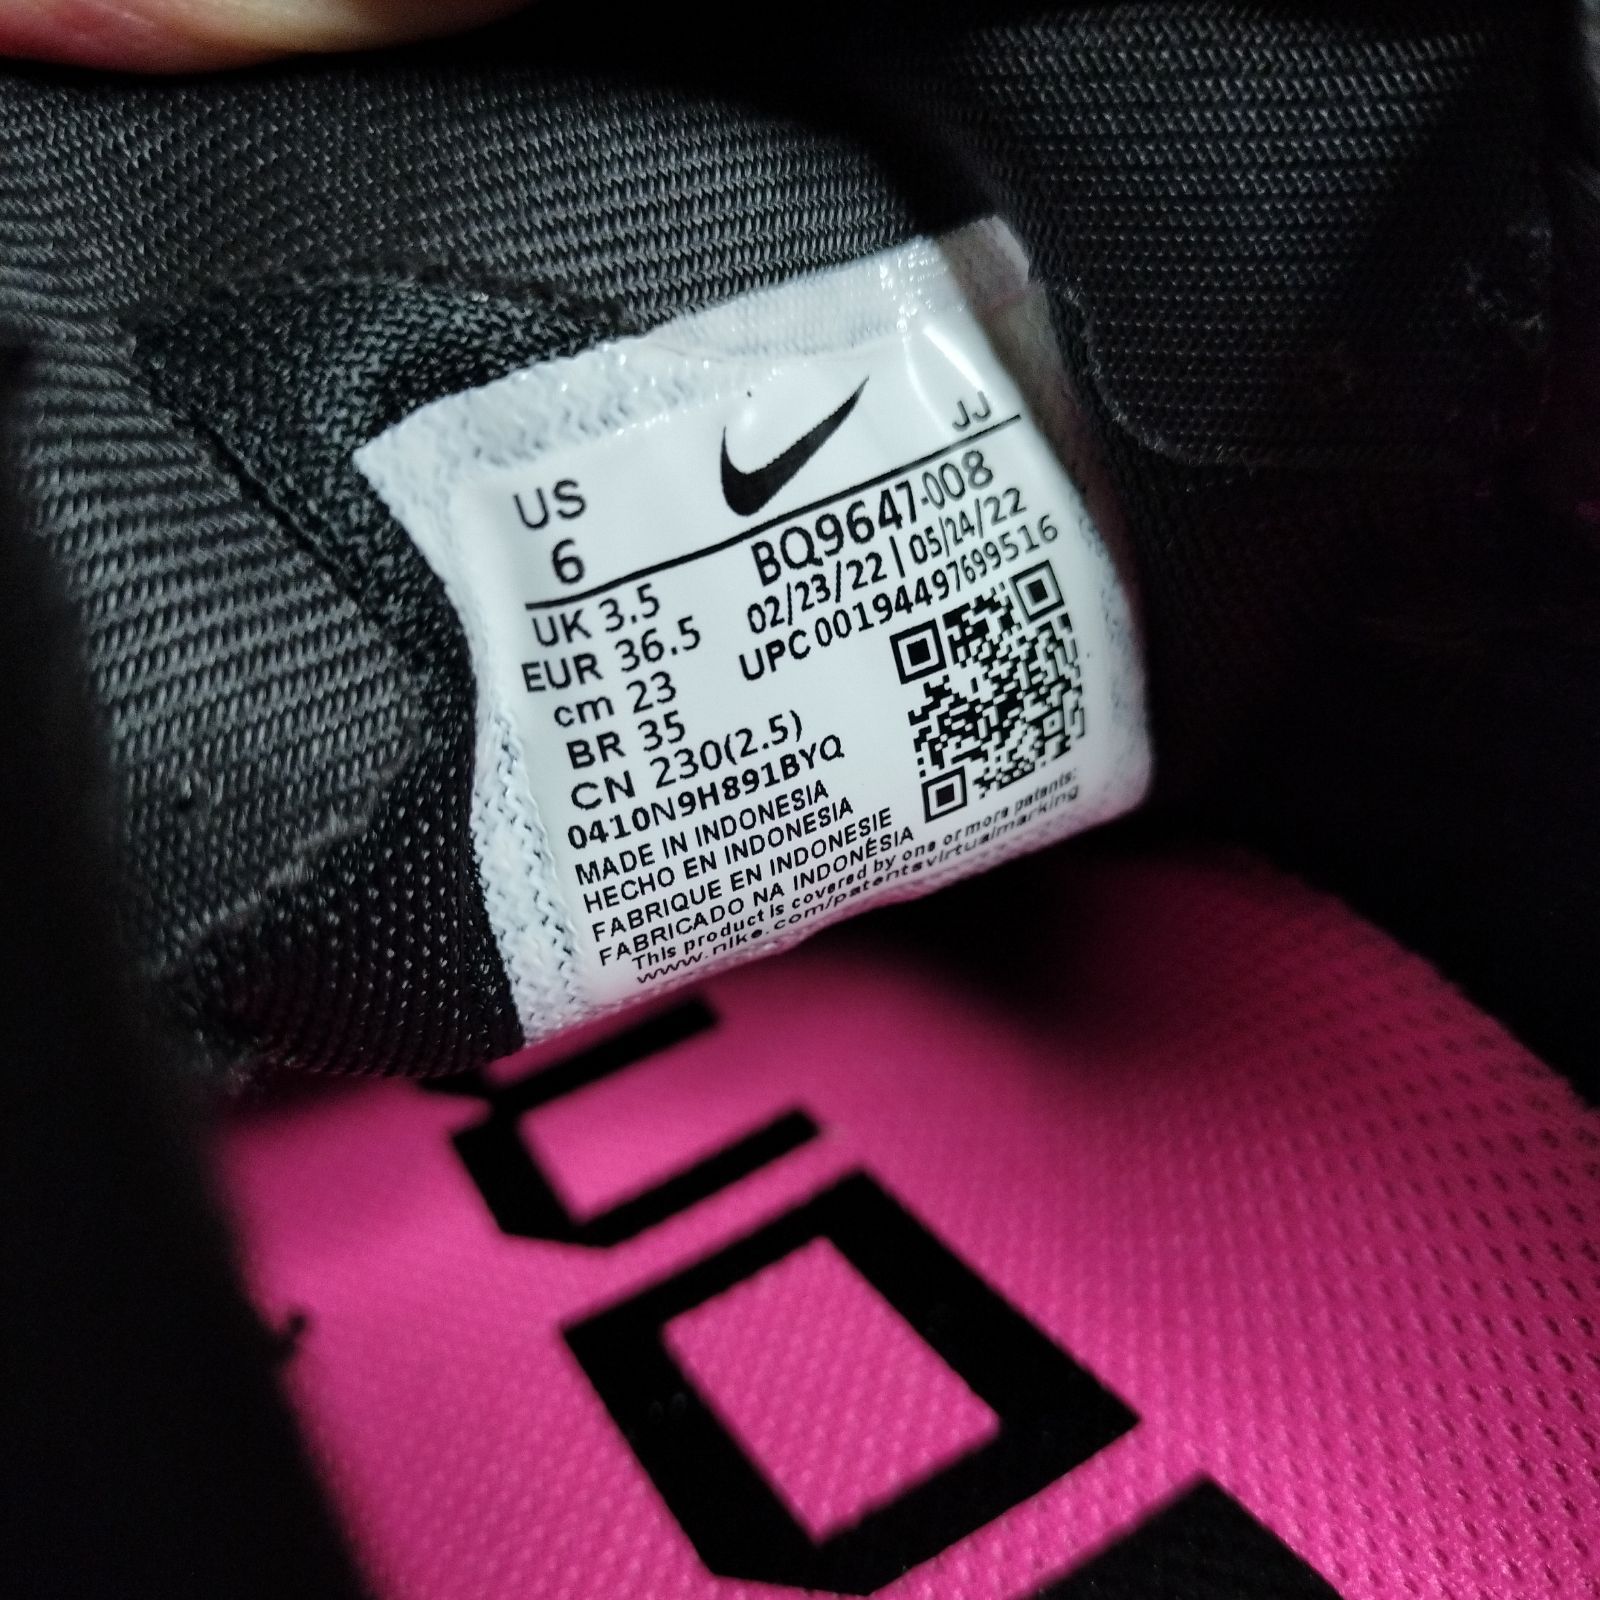 US
6
JJ
BQ9647-008
02/23/22 | 05/24/22
UPC 00194497699516
UK 3.5
EUR 36.5
cm 23
BR 35
CN 230(2.5)
0410N9H891BYQ
MADE IN INDONESIA
HECHO EN INDONESIA
FABRIQUE EN INDONESIE
FABRICADO NA INDONÉSIA
This product is covered by one or more patents:
www.nike.com/patentsvirtualmarking